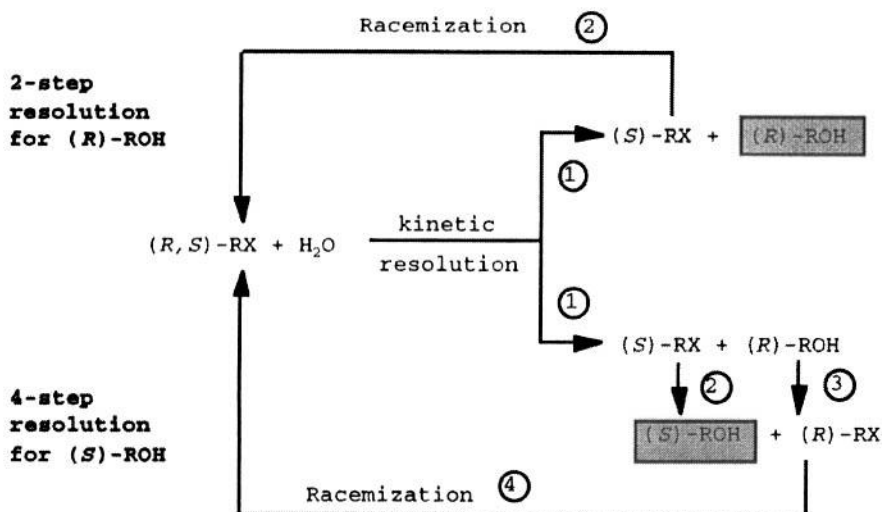 Racemization ②
2-step
resolution
for (R)-ROH
(S)-RX + (R)-ROH
①
kinetic
(R,S)-RX + H₂O
resolution
①
(S)-RX + (R)-ROH
② ③
4-step
resolution
for (S)-ROH
(S)-ROH + (R)-RX
Racemization ④